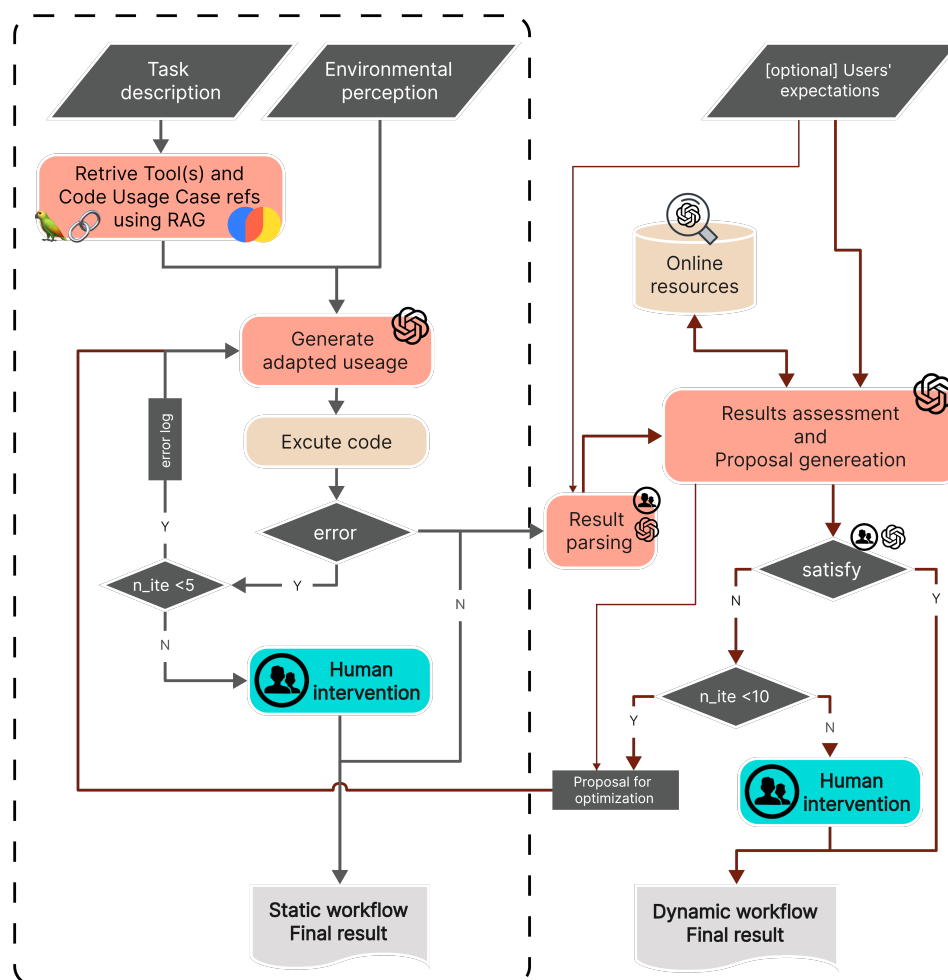 Task
description
Environmental
perception
[optional] Users'
expectations
Retrive Tool(s) and
Code Usage Case refs
using RAG
Online
resources
Generate
adapted useage
error log
Excute code
Results assessment
and
Proposal genereation
error
Result
parsing
Y
n_ite <5
Y
N
satisfy
N
Y
N
Human
intervention
n_ite <10
Y
N
Proposal for
optimization
Human
intervention
Static workflow
Final result
Dynamic workflow
Final result